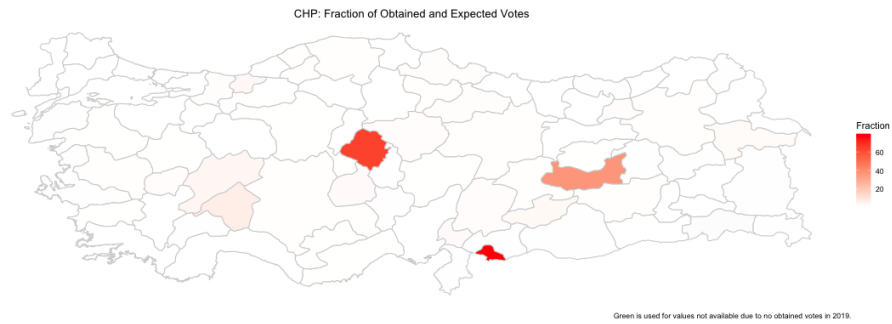 CHP: Fraction of Obtained and Expected Votes
Fraction
60
40
20
Green is used for values not available due to no obtained votes in 2019.